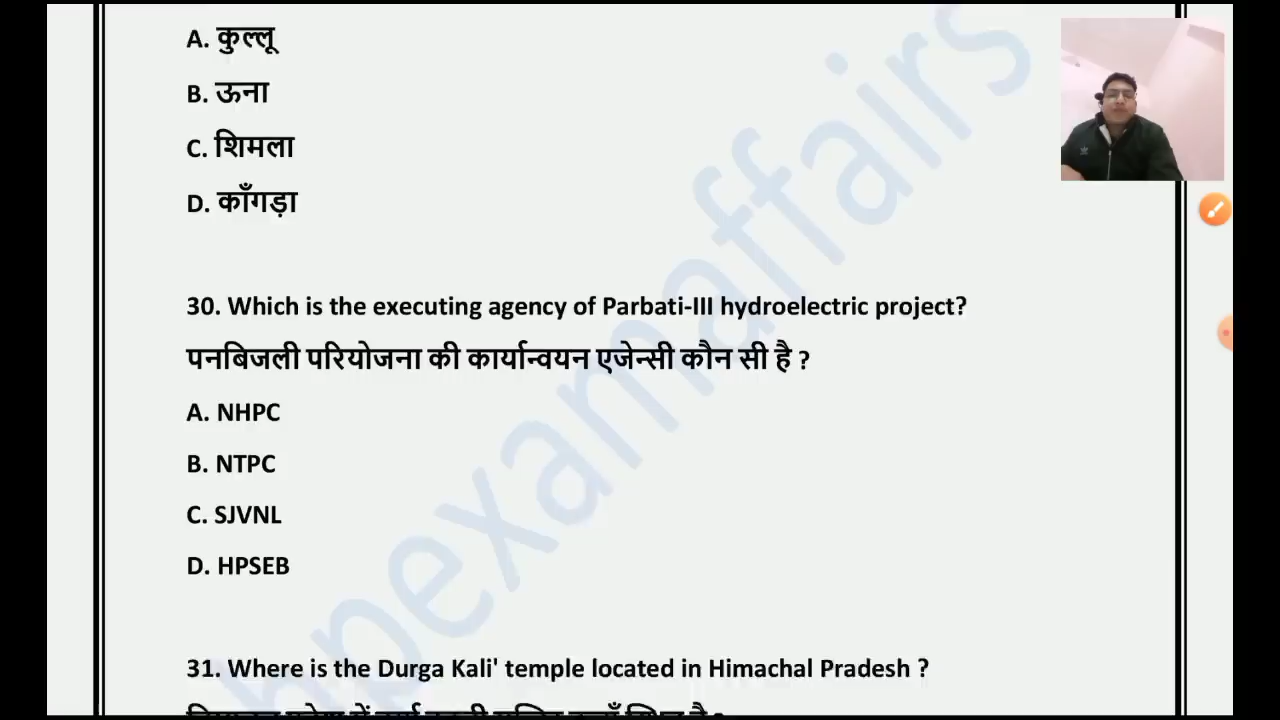 A. कुल्लू
B. ऊना
C. शिमला
D. काँगड़ा
30. Which is the executing agency of Parbati-III hydroelectric project?
पनबिजली परियोजना की कार्यान्वयन एजेन्सी कौन सी है ?
A. NHPC
B. NTPC
C. SJVNL
D. HPSEB
31. Where is the Durga Kali' temple located in Himachal Pradesh ?
hpexamaffairs